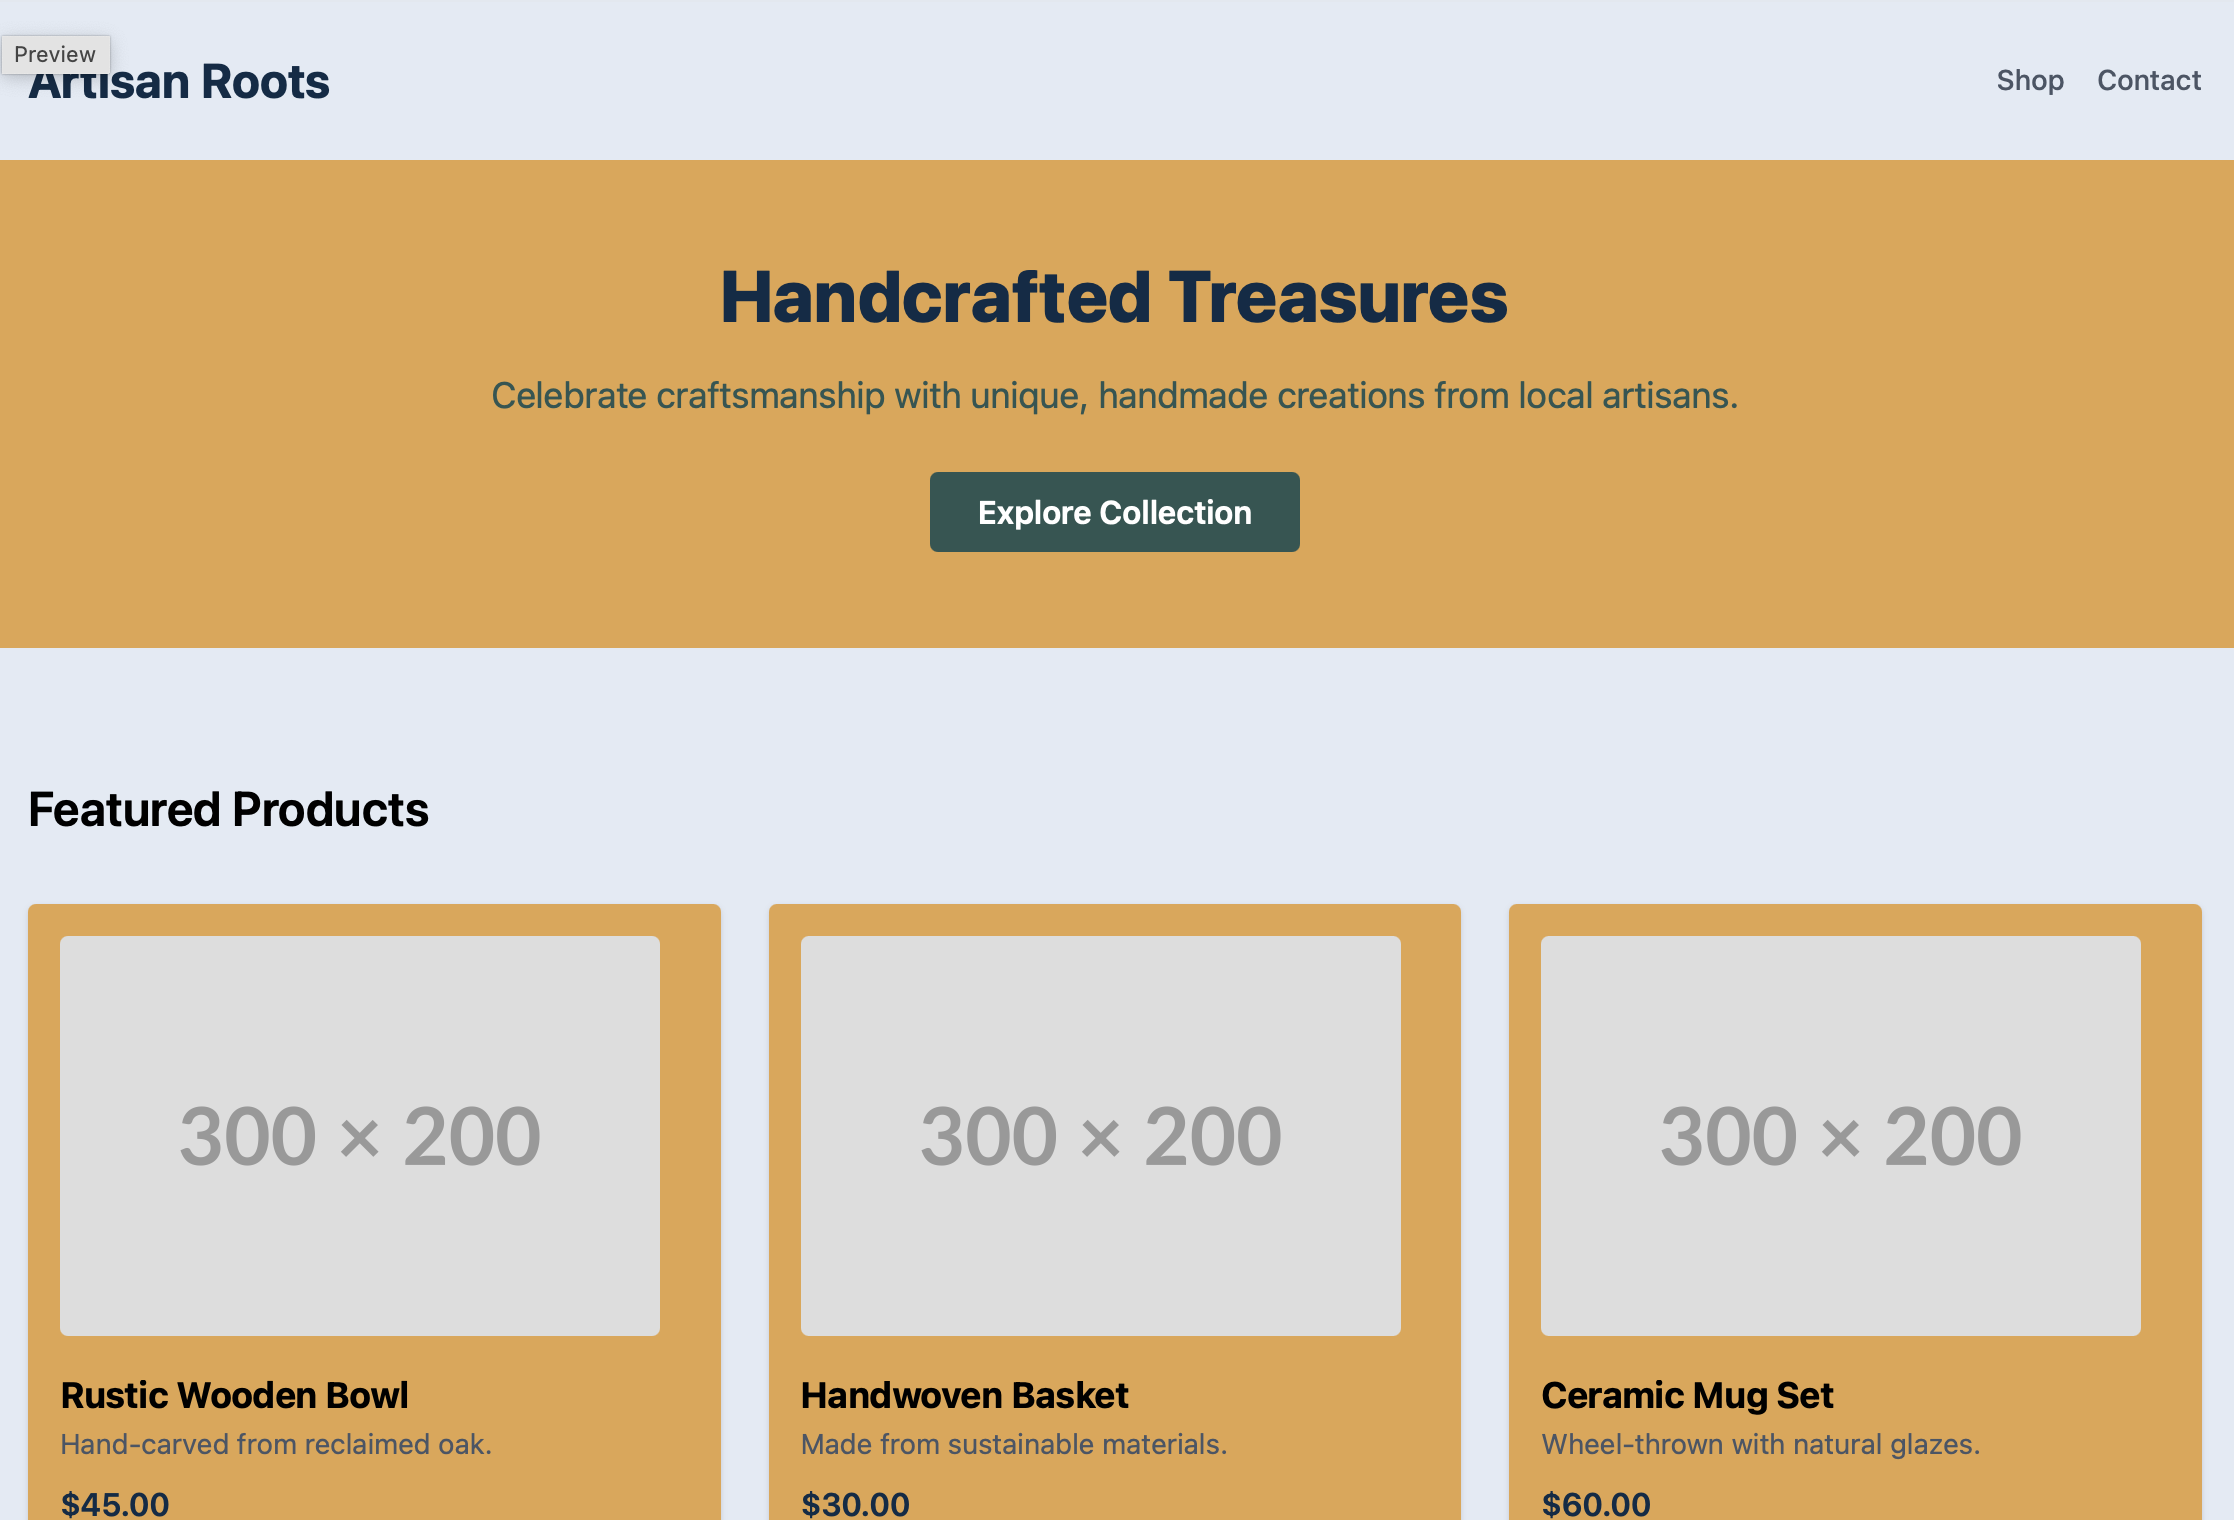 Preview
Artisan Roots
Shop Contact
Handcrafted Treasures
Celebrate craftsmanship with unique, handmade creations from local artisans.
Explore Collection
Featured Products
300 × 200
300 × 200
300 × 200
Rustic Wooden Bowl
Hand-carved from reclaimed oak.
$45.00
Handwoven Basket
Made from sustainable materials.
$30.00
Ceramic Mug Set
Wheel-thrown with natural glazes.
$60.00